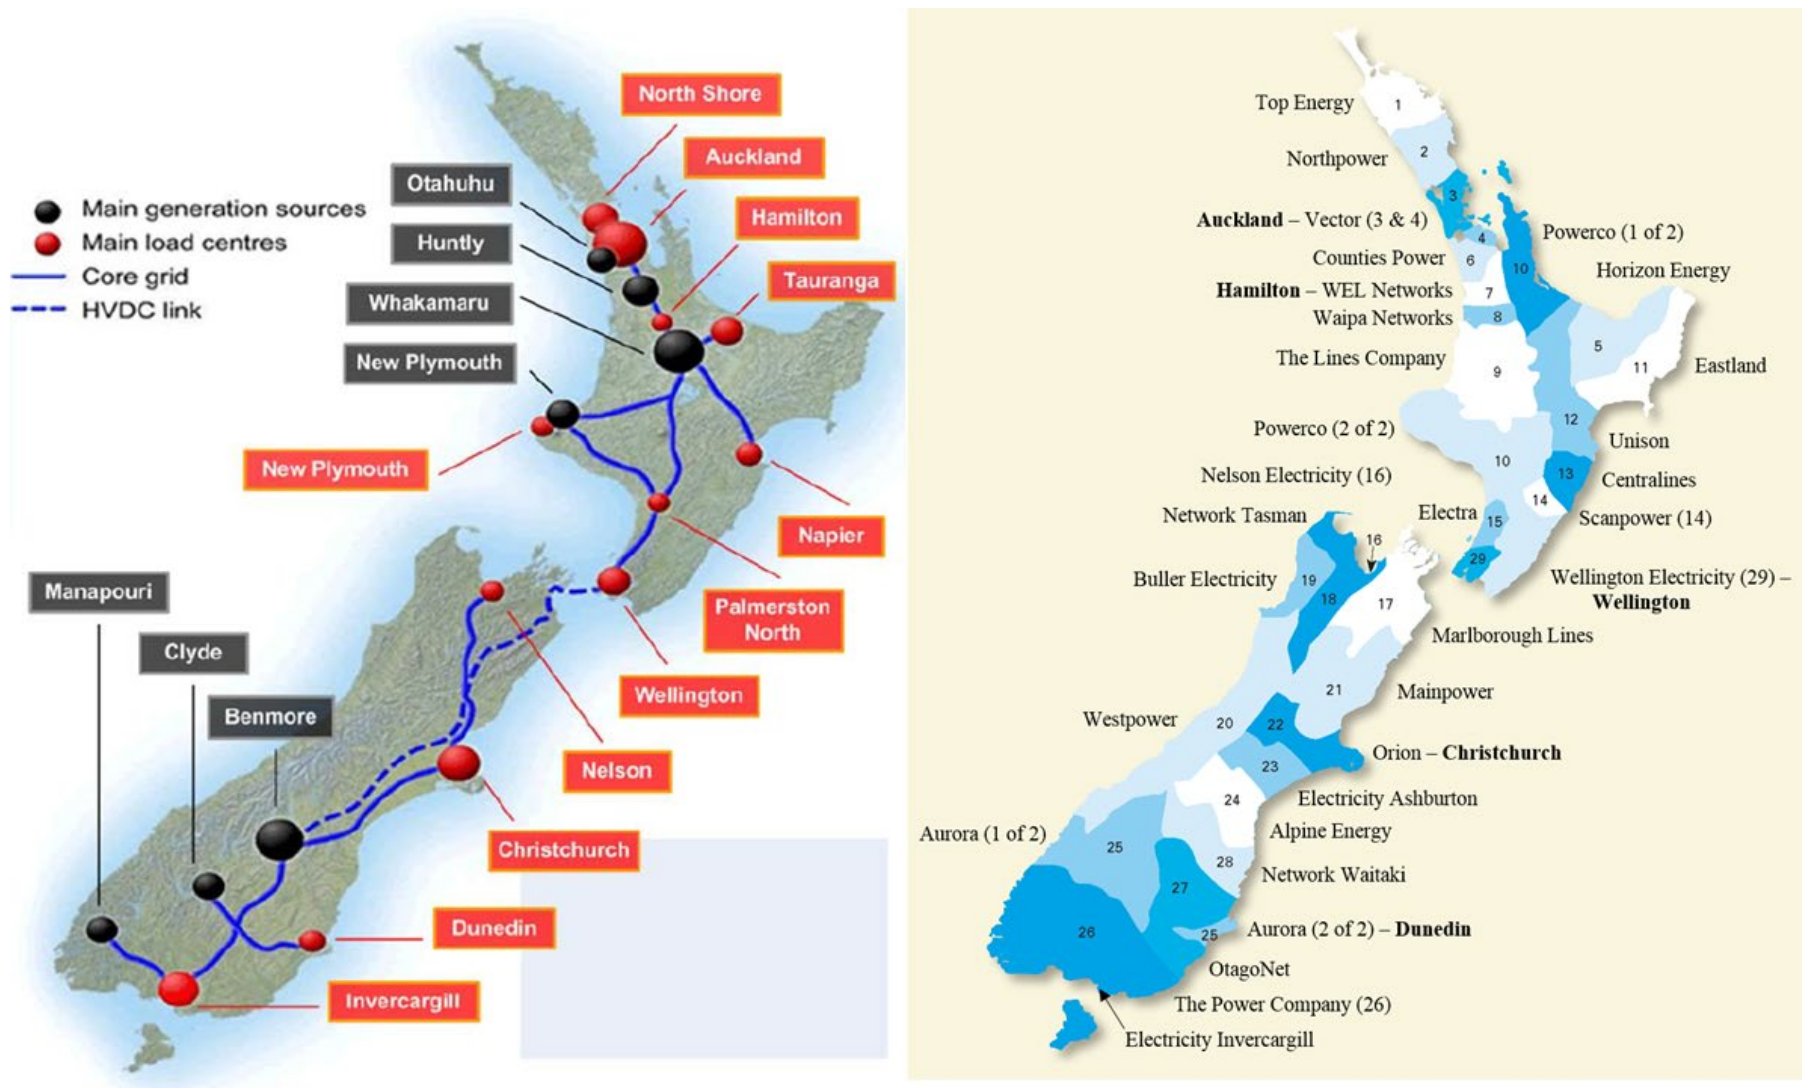 North Shore
Auckland
Otahuhu
Hamilton
Huntly
Tauranga
Whakamaru
New Plymouth
Main generation sources
Main load centres
Core grid
HVDC link
New Plymouth
Napier
Manapouri
Palmerston
North
Clyde
Wellington
Benmore
Nelson
Christchurch
Dunedin
Invercargill
Top Energy
1
Northpower
2
3
Auckland – Vector (3 & 4)
4
Powerco (1 of 2)
Counties Power
6
10
Horizon Energy
Hamilton – WEL Networks
7
Waipa Networks
8
The Lines Company
9
5
11
Eastland
Powerco (2 of 2)
12
Unison
10
Nelson Electricity (16)
13
Centralines
14
Network Tasman
Electra
15
Scanpower (14)
16
29
Buller Electricity
19
18
17
Wellington Electricity (29) –
Wellington
Marlborough Lines
21
Mainpower
Westpower
20
22
Orion – Christchurch
23
Electricity Ashburton
24
Alpine Energy
Aurora (1 of 2)
25
28
Network Waitaki
27
26
25
Aurora (2 of 2) – Dunedin
OtagoNet
The Power Company (26)
Electricity Invercargill